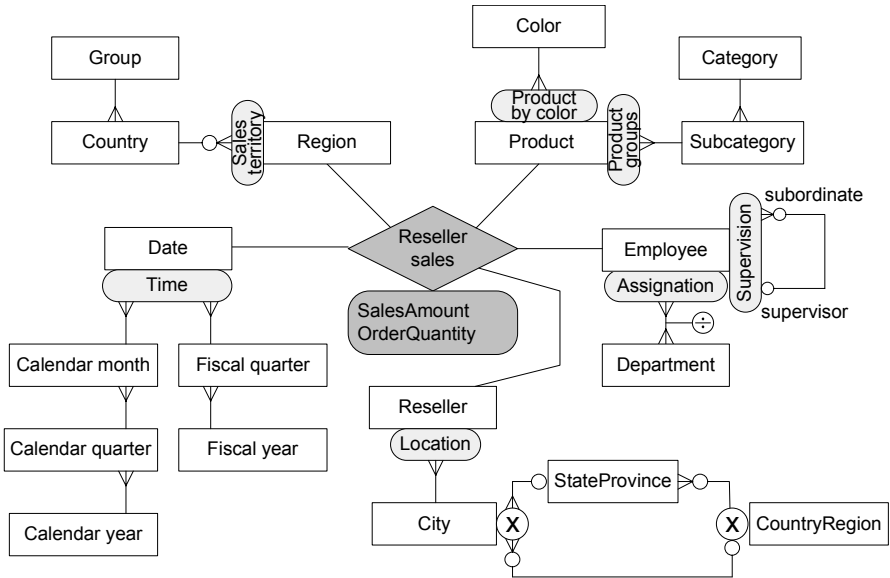 Color
Group
Category
Product
by color
Sales
territory
Product
groups
Country
Region
Product
Subcategory
subordinate
Supervision
supervisor
Reseller
sales
Date
Employee
Time
Assignation
SalesAmount
OrderQuantity
÷
Calendar month
Fiscal quarter
Department
Reseller
Location
Calendar quarter
Fiscal year
StateProvince
City
X
X
CountryRegion
Calendar year